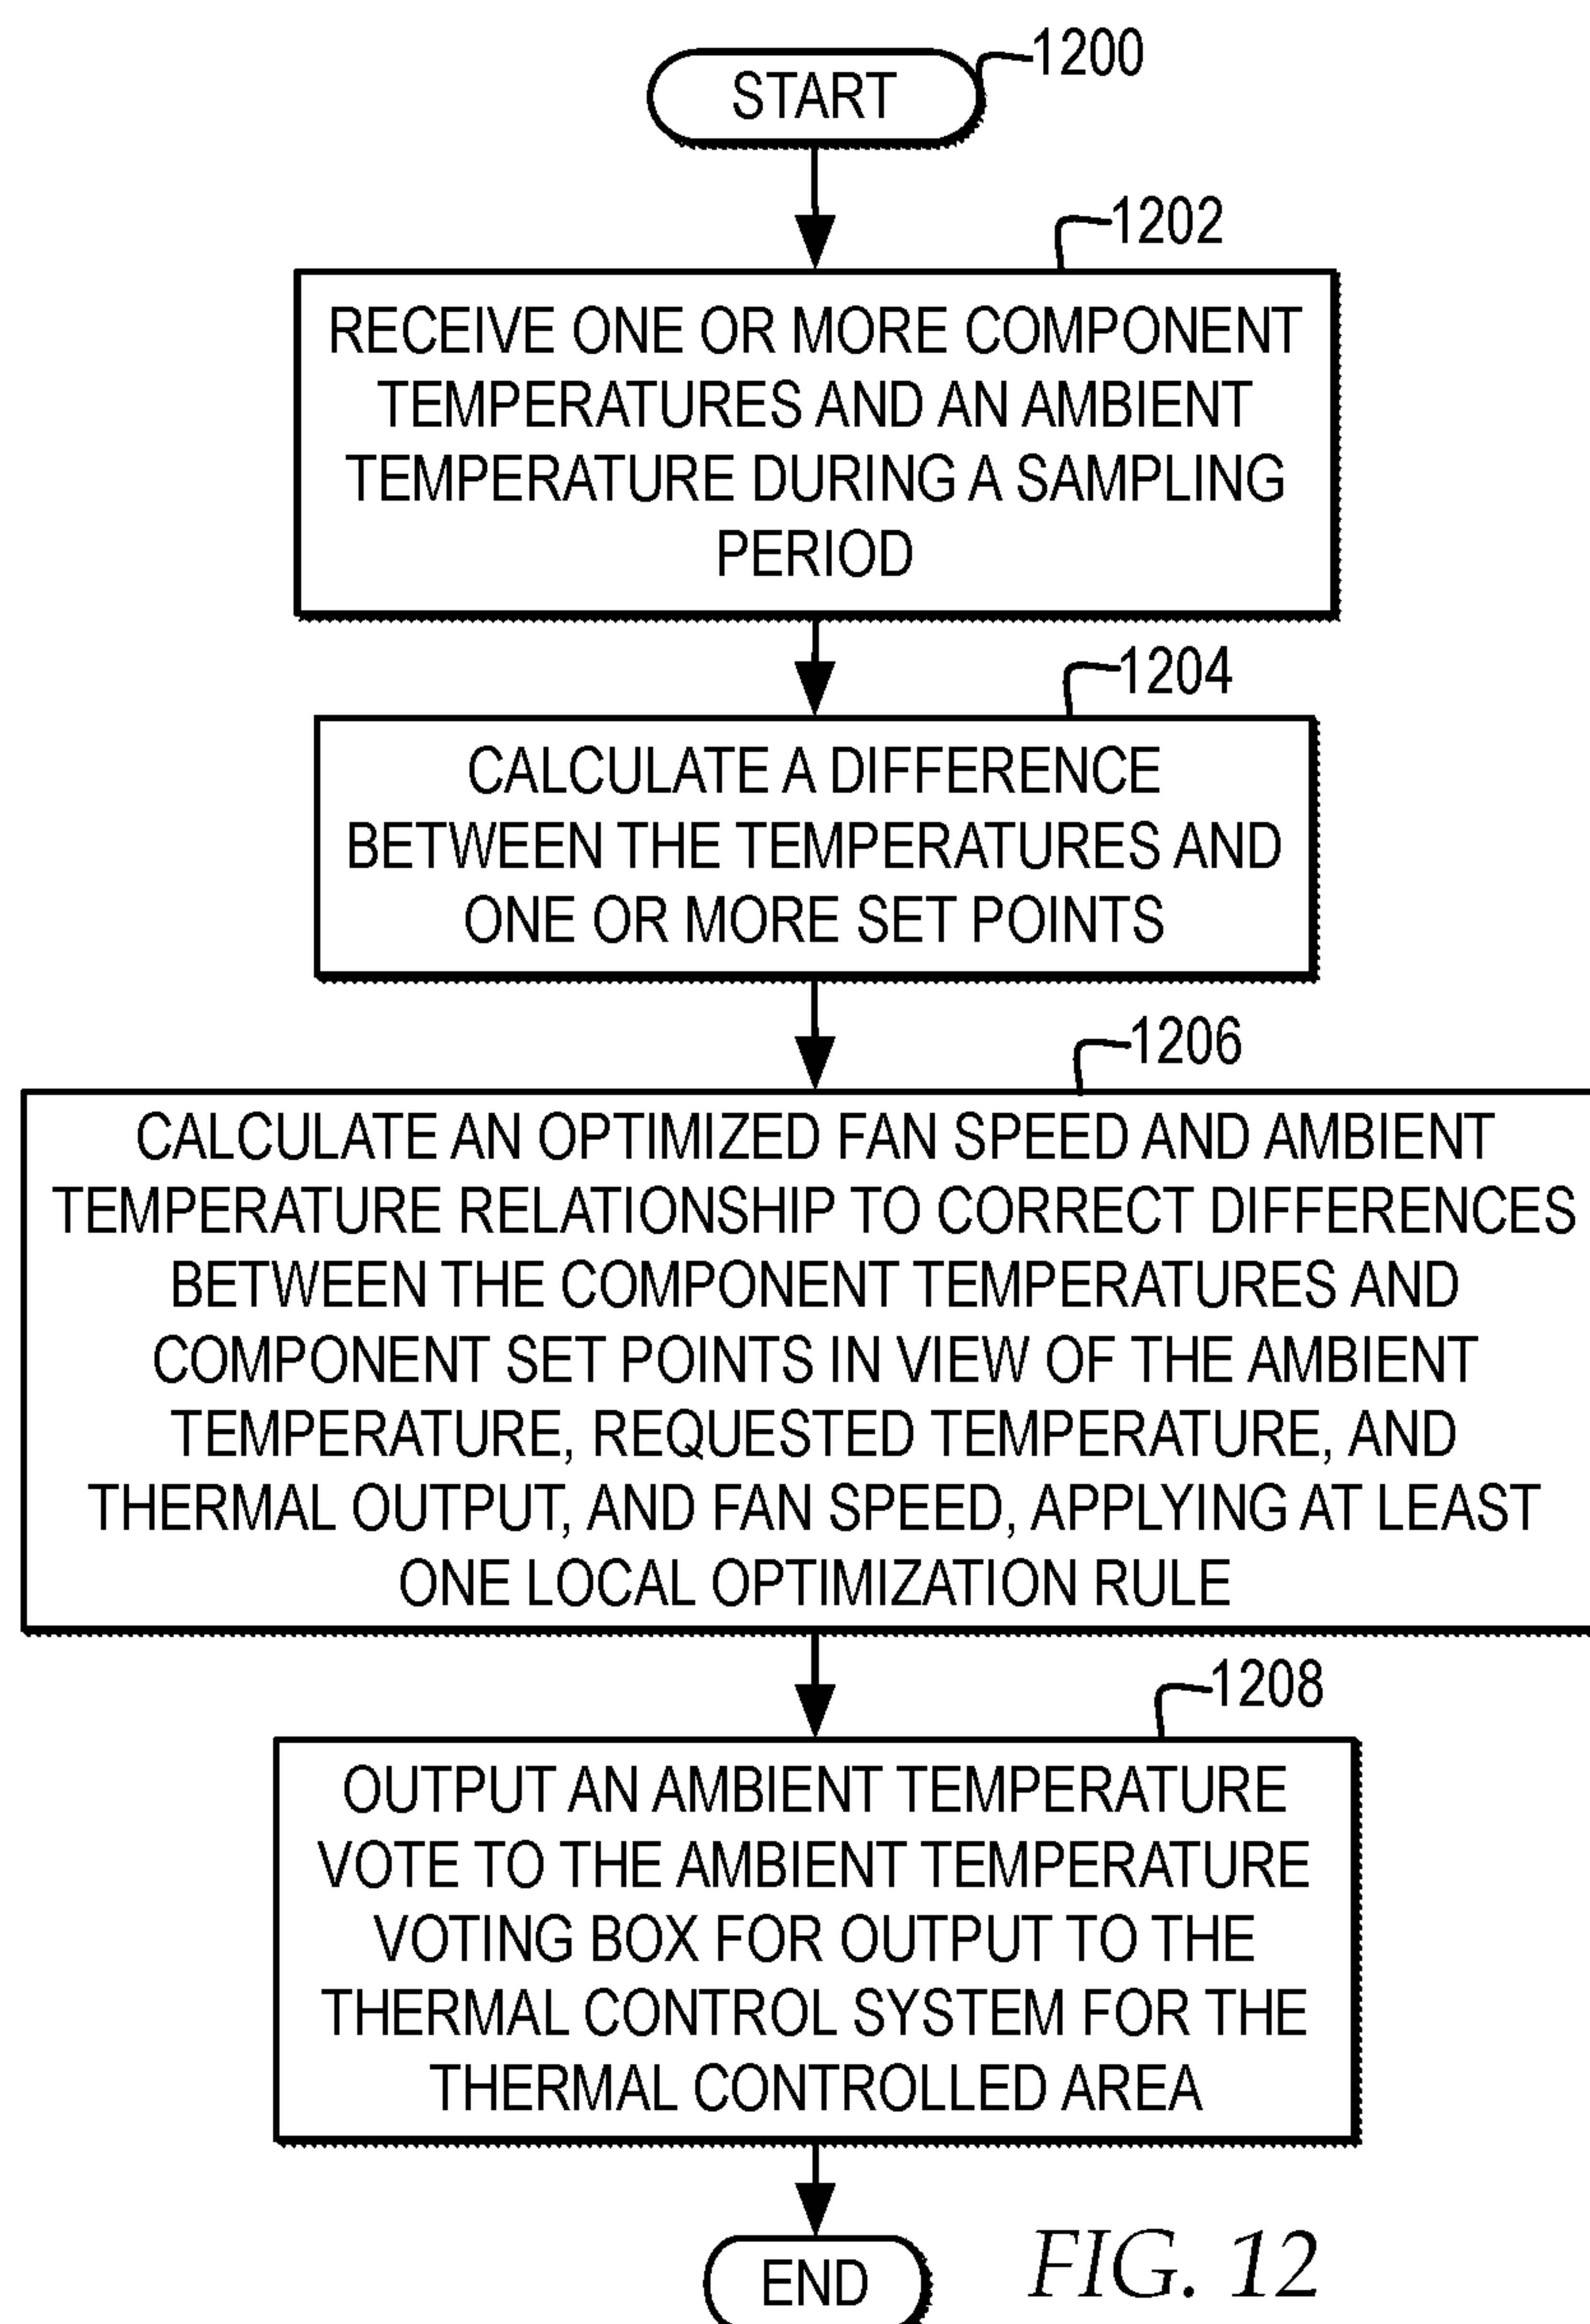 1200
START
1202
RECEIVE ONE OR MORE COMPONENT
TEMPERATURES AND AN AMBIENT
TEMPERATURE DURING A SAMPLING
PERIOD
1204
CALCULATE A DIFFERENCE
BETWEEN THE TEMPERATURES AND
ONE OR MORE SET POINTS
1206
CALCULATE AN OPTIMIZED FAN SPEED AND AMBIENT
TEMPERATURE RELATIONSHIP TO CORRECT DIFFERENCES
BETWEEN THE COMPONENT TEMPERATURES AND
COMPONENT SET POINTS IN VIEW OF THE AMBIENT
TEMPERATURE, REQUESTED TEMPERATURE, AND
THERMAL OUTPUT, AND FAN SPEED, APPLYING AT LEAST
ONE LOCAL OPTIMIZATION RULE
1208
OUTPUT AN AMBIENT TEMPERATURE
VOTE TO THE AMBIENT TEMPERATURE
VOTING BOX FOR OUTPUT TO THE
THERMAL CONTROL SYSTEM FOR THE
THERMAL CONTROLLED AREA
END
FIG. 12